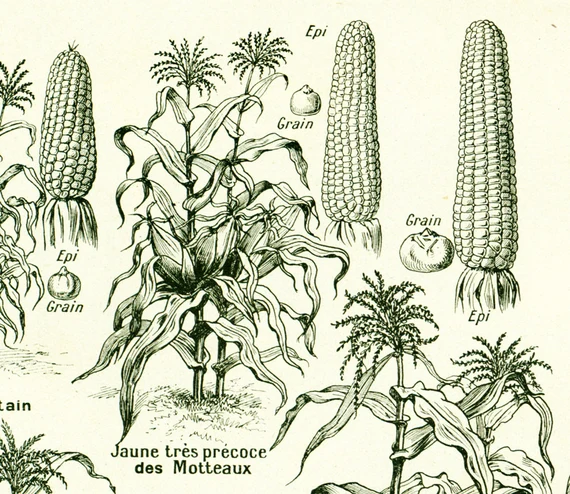 Epi
Grain
Epi
Grain
Grain
Epi
tain
Jaune très précoce
des Motteaux